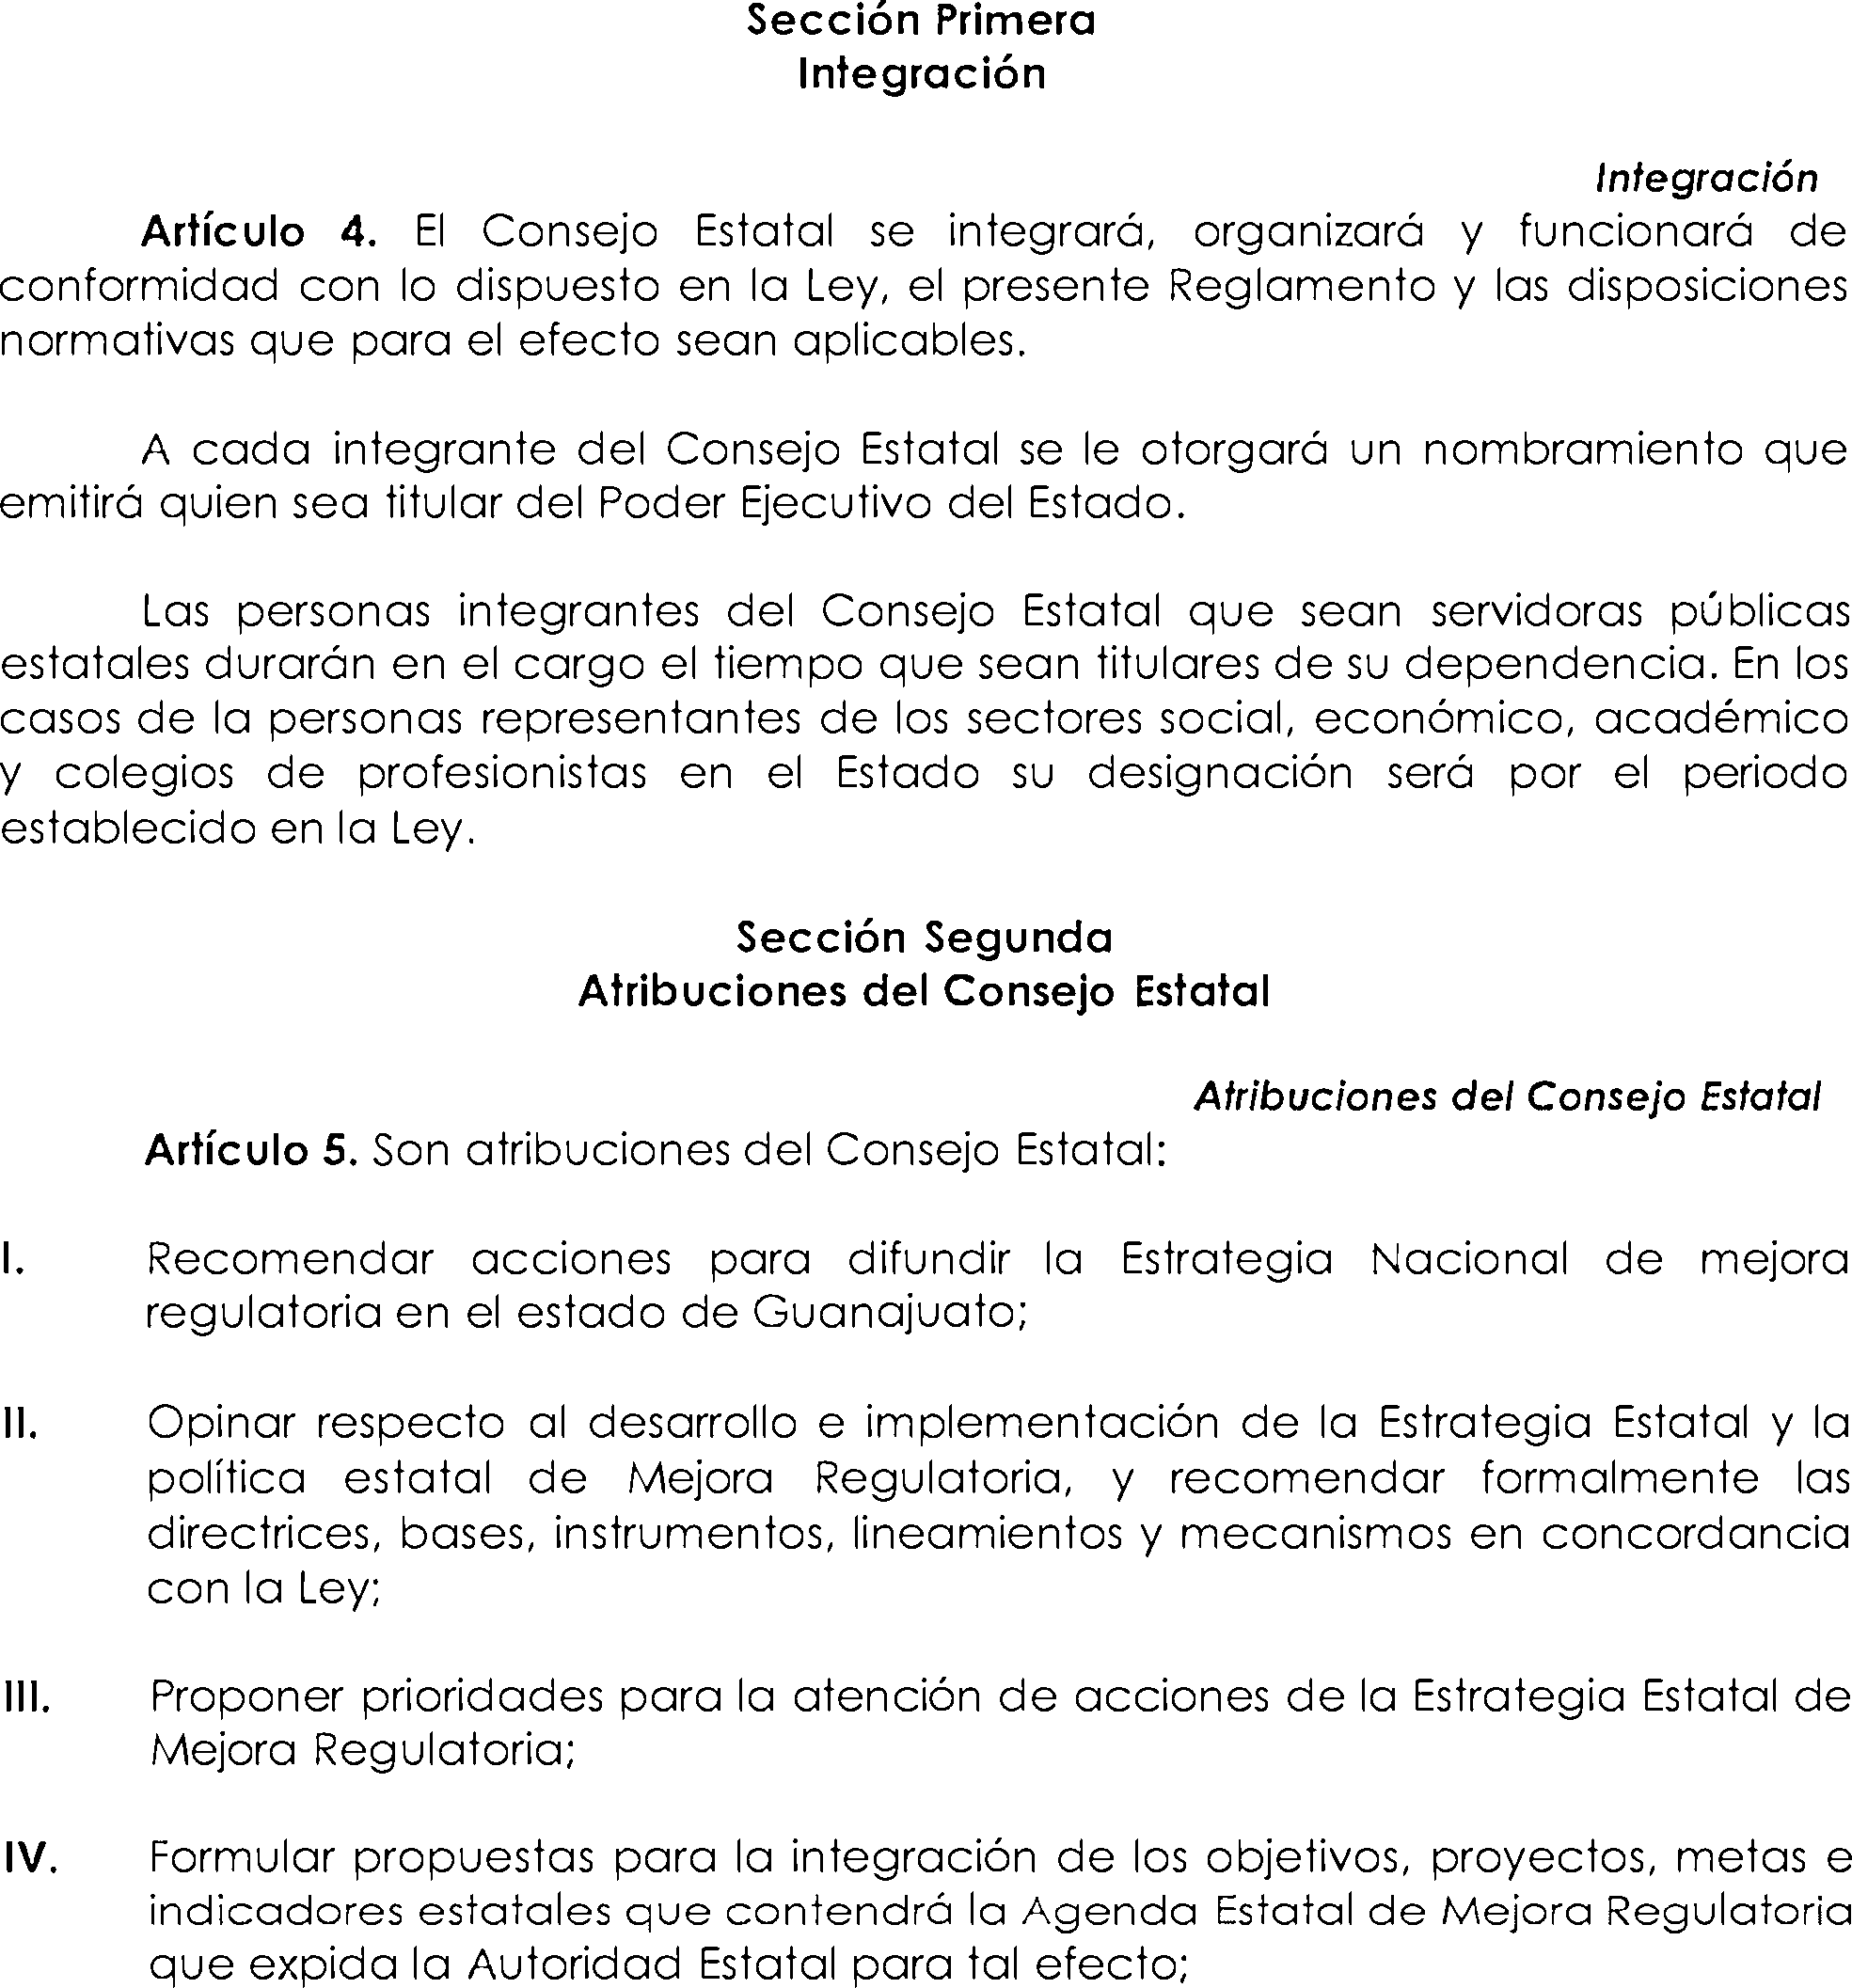 Sección Primera
Integración
Integración
Artículo 4. El Consejo Estatal se integrará, organizará y funcionará de
conformidad con lo dispuesto en la Ley, el presente Reglamento y las disposiciones
normativas que para el efecto sean aplicables.
A cada integrante del Consejo Estatal se le otorgará un nombramiento que
emitirá quien sea titular del Poder Ejecutivo del Estado.
Las personas integrantes del Consejo Estatal que sean servidoras públicas
estatales durarán en el cargo el tiempo que sean titulares de su dependencia. En los
casos de la personas representantes de los sectores social, económico, académico
y colegios de profesionistas en el Estado su designación será por el periodo
establecido en la Ley.
Sección Segunda
Atribuciones del Consejo Estatal
Atribuciones del Consejo Estatal
Artículo 5. Son atribuciones del Consejo Estatal:
I. Recomendar acciones para difundir la Estrategia Nacional de mejora
regulatoria en el estado de Guanajuato;
II. Opinar respecto al desarrollo e implementación de la Estrategia Estatal y la
política estatal de Mejora Regulatoria, y recomendar formalmente las
directrices, bases, instrumentos, lineamientos y mecanismos en concordancia
con la Ley;
III. Proponer prioridades para la atención de acciones de la Estrategia Estatal de
Mejora Regulatoria;
IV. Formular propuestas para la integración de los objetivos, proyectos, metas e
indicadores estatales que contendrá la Agenda Estatal de Mejora Regulatoria
que expida la Autoridad Estatal para tal efecto;